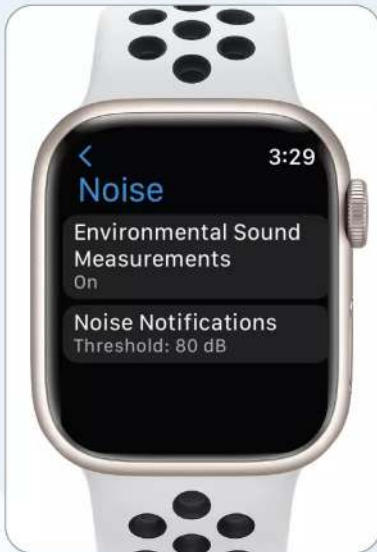 3:29
Noise
Environmental Sound
Measurements
On
Noise Notifications
Threshold: 80 dB